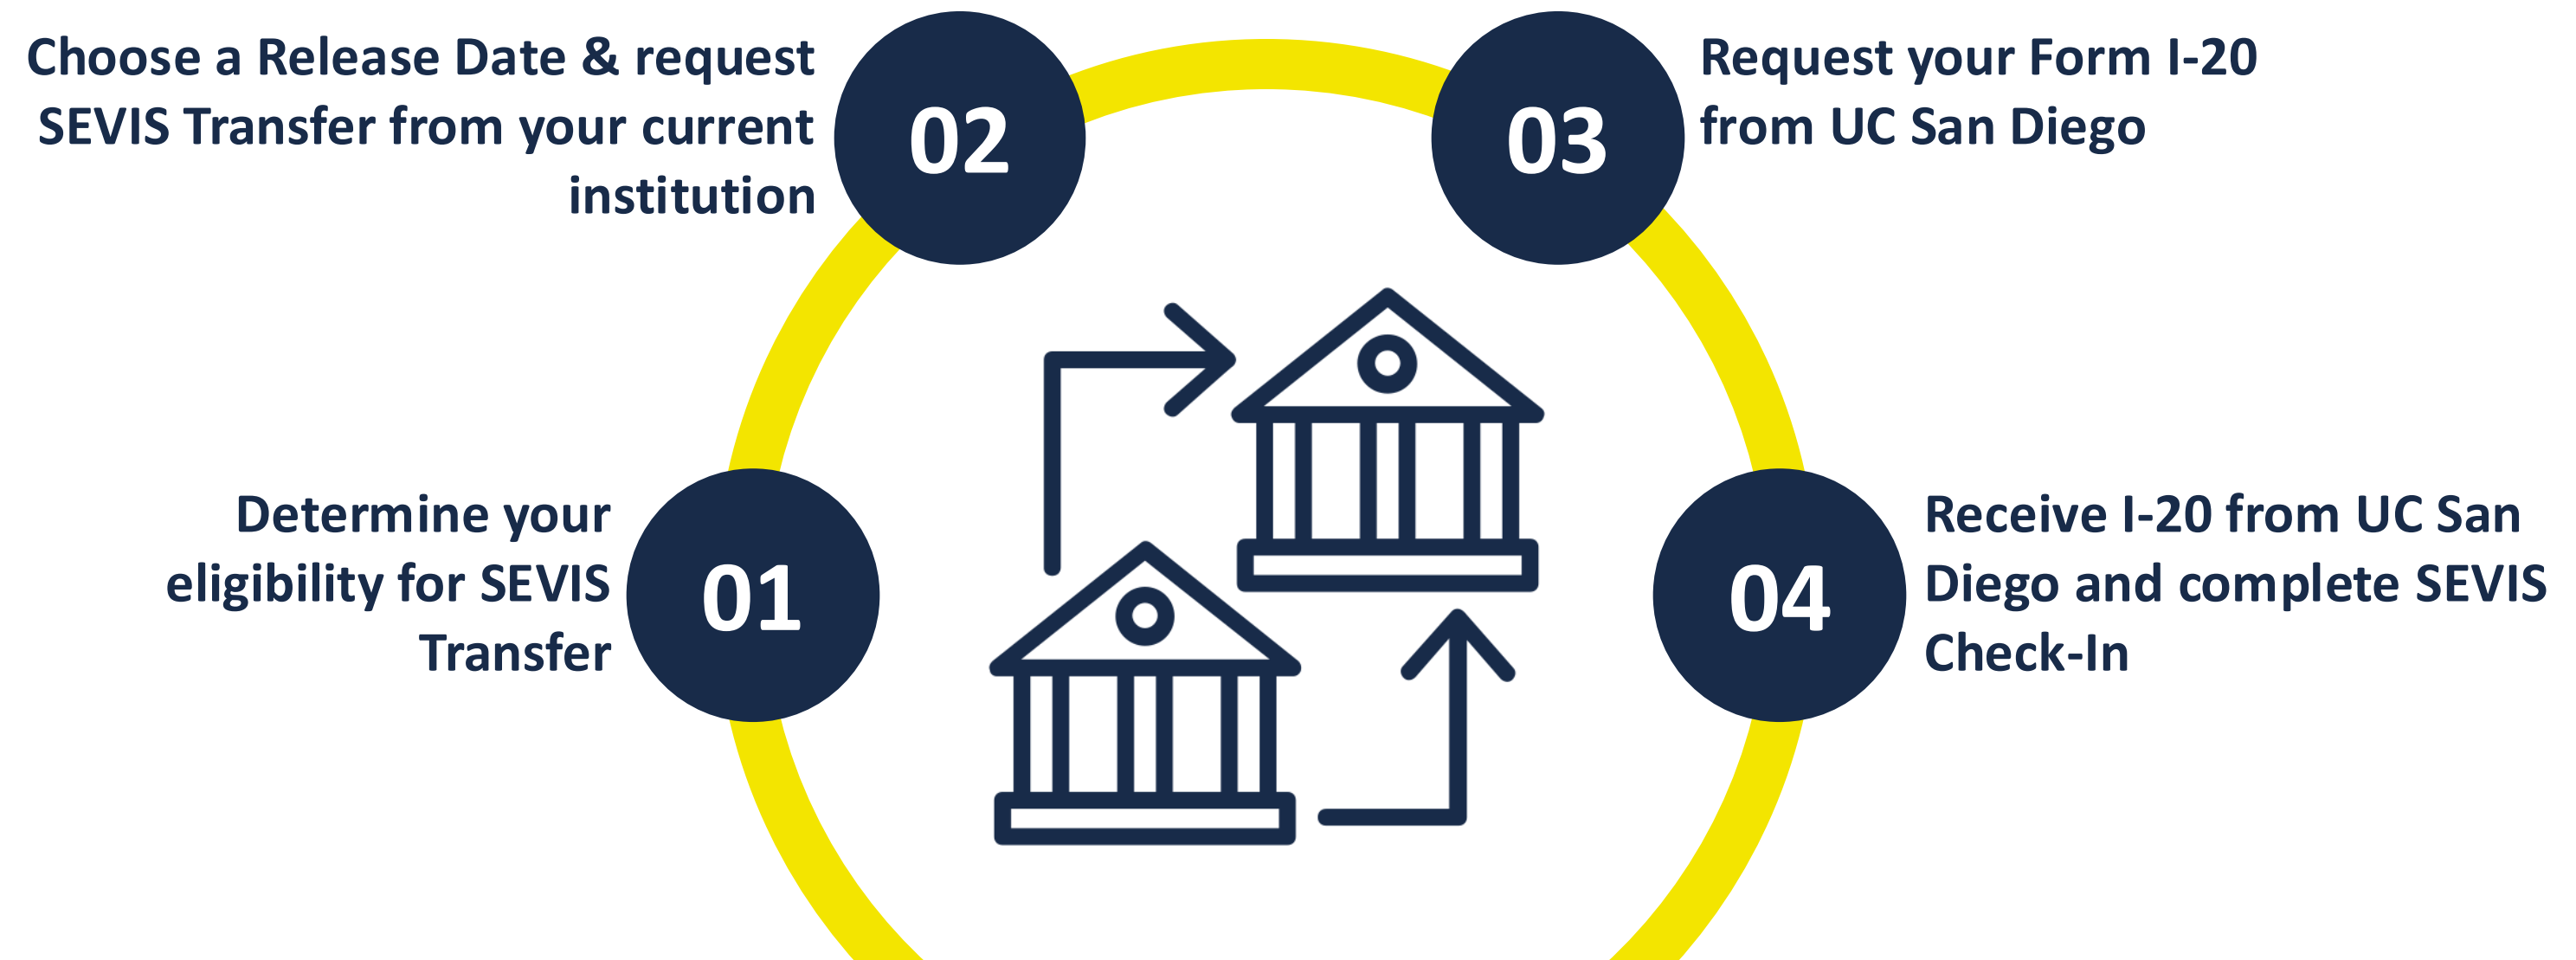 01
Determine your
eligibility for SEVIS
Transfer
02
Choose a Release Date & request
SEVIS Transfer from your current
institution
03
Request your Form I-20
from UC San Diego
04
Receive I-20 from UC San
Diego and complete SEVIS
Check-In